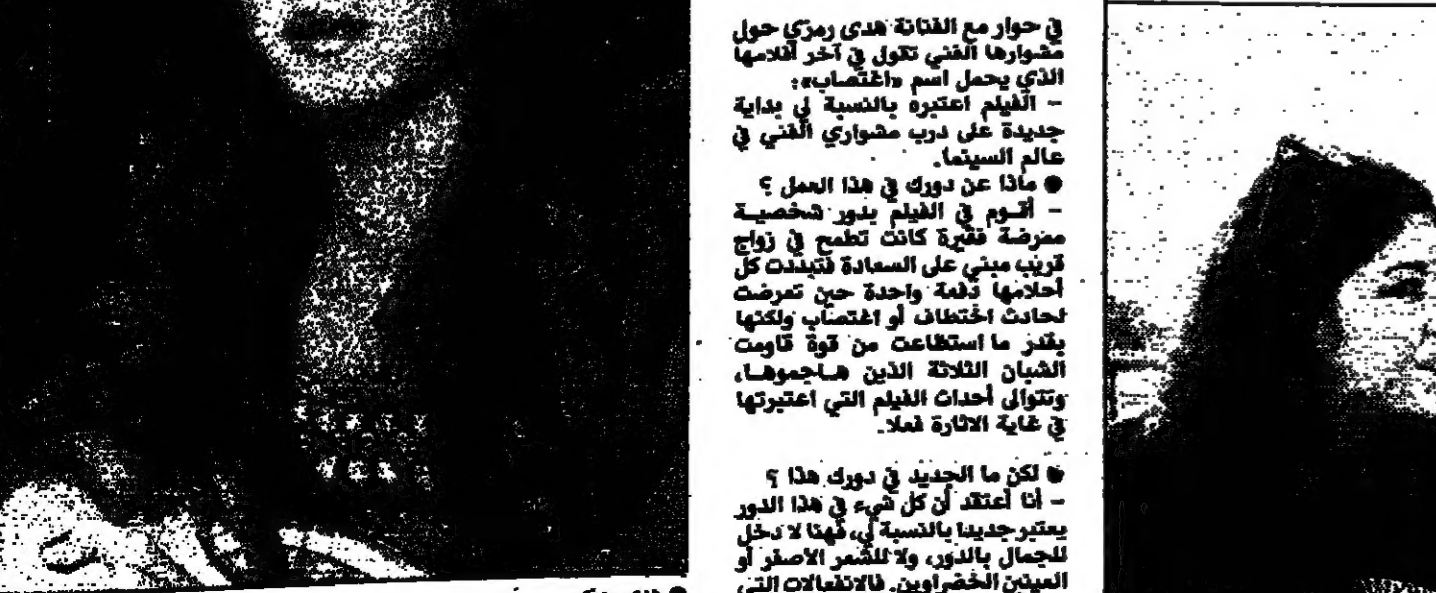 في حوار مع الفنانة هدى رمزي حول
مشوارها الفني تقول في آخر أفلامها
الذي يحمل اسم «اغتصاب»:
- الفيلم اعتبره بالنسبة لي بداية
جديدة على درب مشواري الفني في
عالم السينما.
● ماذا عن دورك في هذا العمل ؟
- أقـوم في الفيلم بدور شخصيـة
ممرضة فقيرة كانت تطمح في زواج
قريب مبني على السعادة فتبددت كل
أحلامها دفعة واحدة حين تعرضت
لحادث اختطاف أو اغتصاب ولكنها
بقدر ما استطاعت من قوة قاومت
الشبان الثلاثة الذين هـاجموهـا،
وتتوالى أحداث الفيلم التي اعتبرتها
في غاية الاثارة فعلا.
● لكن ما الجديد في دورك هذا ؟
- أنا أعتقد أن كل شيء في هذا الدور
يعتبر جديدا بالنسبة لي، فهنا لا دخل
للجمال بالدور، ولا للشعر الأصفر أو
العينين الخضراوين. فالانفعالات التي